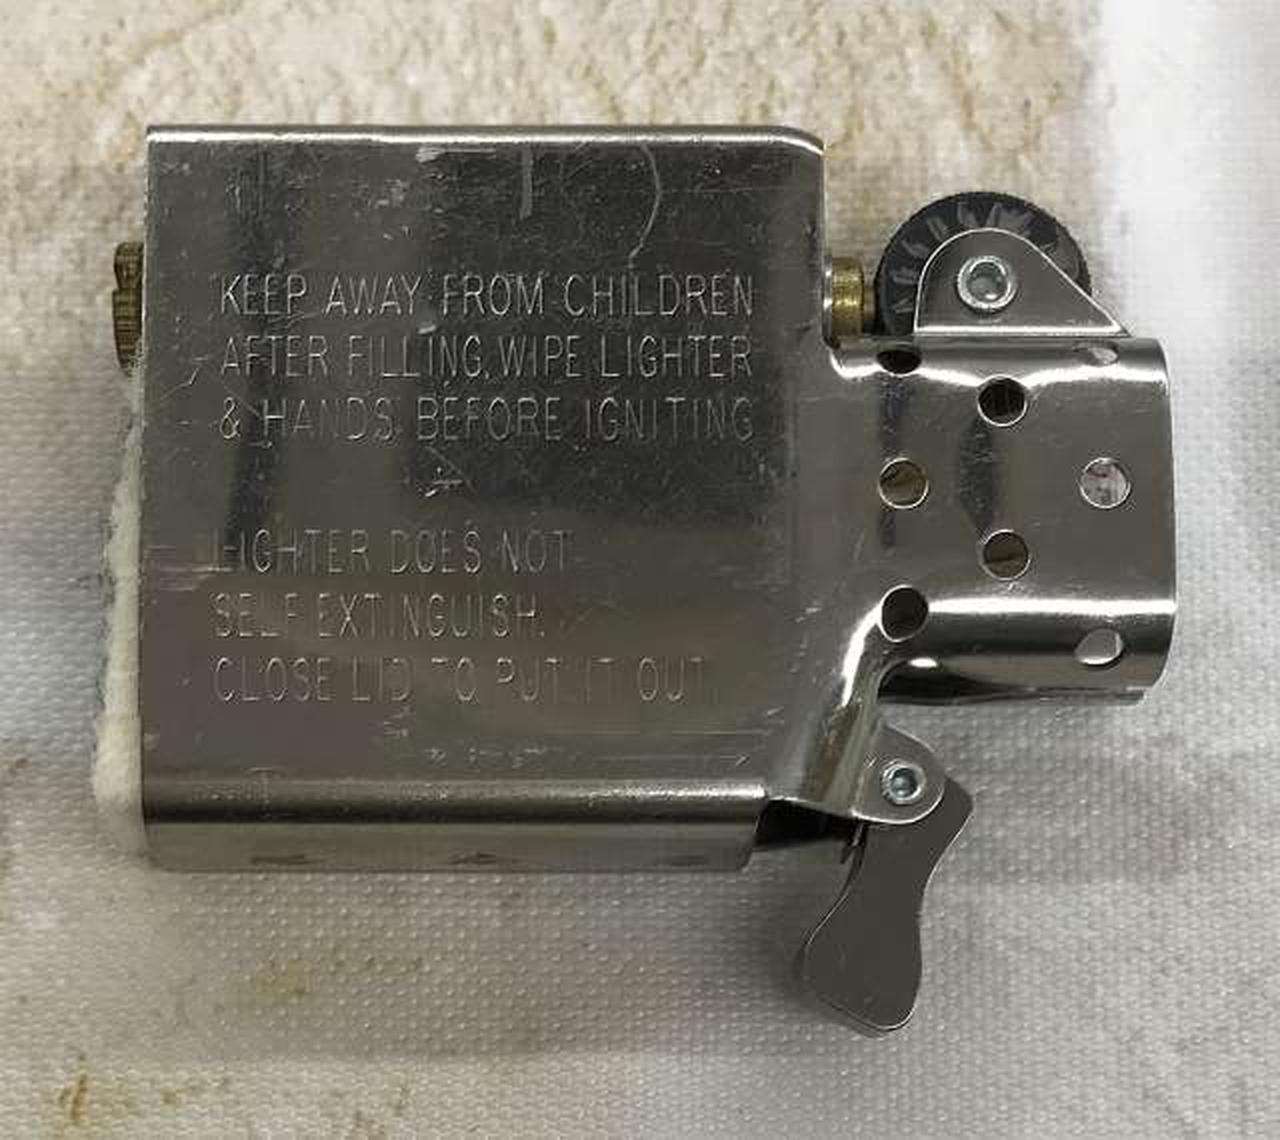 KEEP AWAY FROM CHILDREN
AFTER FILLING, WIPE LIGHTER
& HANDS BEFORE IGNITING
LIGHTER DOES NOT
SELF EXTINGUISH.
CLOSE LID TO PUT IT OUT